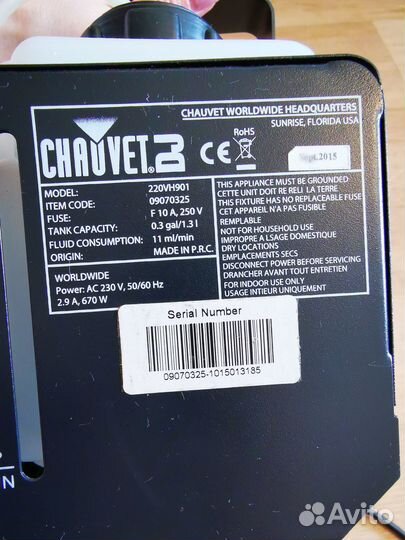 CHAUVET® DJ
CHAUVET WORLDWIDE HEADQUARTERS
SUNRISE, FLORIDA USA
RoHS
CE
Sept.2015
MODEL: 220VH901
ITEM CODE: 09070325
FUSE: F 10 A, 250 V
TANK CAPACITY: 0.3 gal/1.3 l
FLUID CONSUMPTION: 11 ml/min
ORIGIN: MADE IN P.R.C.
WORLDWIDE
Power: AC 230 V, 50/60 Hz
2.9 A, 670 W
THIS APPLIANCE MUST BE GROUNDED
CETTE UNIT DOIT RE RELI LA TERRE
THIS FIXTURE HAS NO REPLACEABLE FUSE
CET APPAREIL N'A PAS FUSIBLE
REMPLABLE
NOT FOR HOUSEHOLD USE
IMPROPRE A LSAGE DOMESTIQUE
DRY LOCATIONS
EMPLACEMENTS SECS
DISCONNECT POWER BEFORE SERVICING
DRANCHER AVANT TOUT ENTRETIEN
FOR INDOOR USE ONLY
USAGE INTIEUR UNIQUEMENT
Serial Number
09070325-1015013185
N
Avito